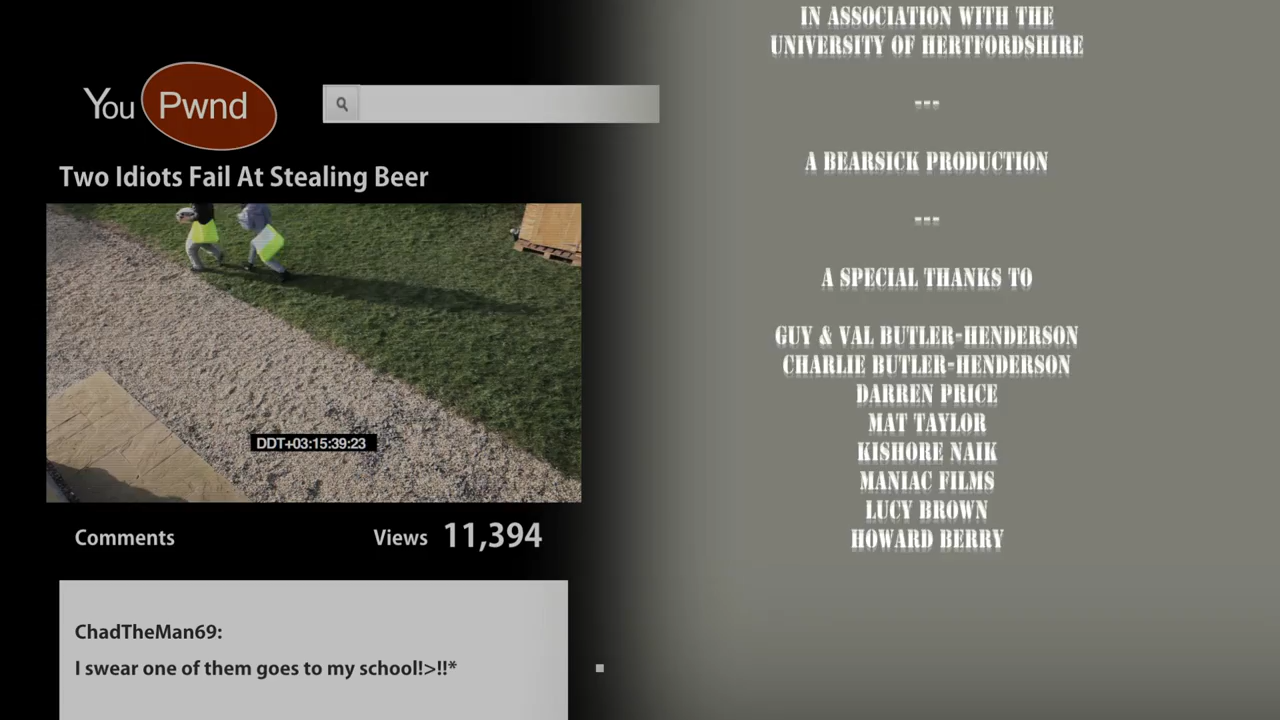 You Pwnd
Two Idiots Fail At Stealing Beer
DDT+03:15:39:23
Comments
Views 11,394
ChadTheMan69:
I swear one of them goes to my school!>!!*
IN ASSOCIATION WITH THE
UNIVERSITY OF HERTFORDSHIRE
---
A BEARSICK PRODUCTION
---
A SPECIAL THANKS TO
GUY & VAL BUTLER-HENDERSON
CHARLIE BUTLER-HENDERSON
DARREN PRICE
MAT TAYLOR
KISHORE NAIK
MANIAC FILMS
LUCY BROWN
HOWARD BERRY